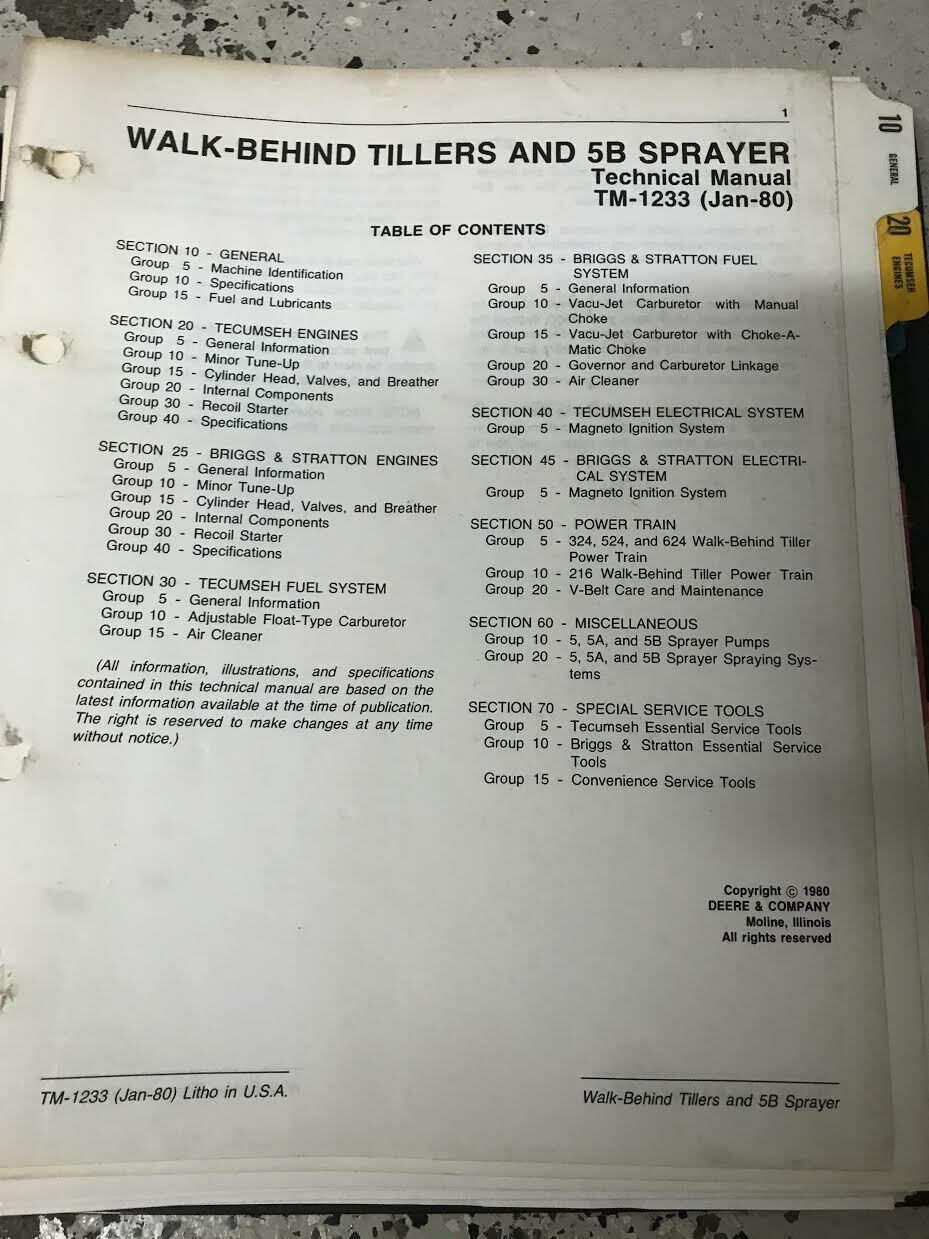 1
WALK-BEHIND TILLERS AND 5B SPRAYER
Technical Manual
TM-1233 (Jan-80)
TABLE OF CONTENTS
SECTION 10 - GENERAL
Group 5 - Machine Identification
Group 10 - Specifications
Group 15 - Fuel and Lubricants
SECTION 20 - TECUMSEH ENGINES
Group 5 - General Information
Group 10 - Minor Tune-Up
Group 15 - Cylinder Head, Valves, and Breather
Group 20 - Internal Components
Group 30 - Recoil Starter
Group 40 - Specifications
SECTION 25 - BRIGGS & STRATTON ENGINES
Group 5 - General Information
Group 10 - Minor Tune-Up
Group 15 - Cylinder Head, Valves, and Breather
Group 20 - Internal Components
Group 30 - Recoil Starter
Group 40 - Specifications
SECTION 30 - TECUMSEH FUEL SYSTEM
Group 5 - General Information
Group 10 - Adjustable Float-Type Carburetor
Group 15 - Air Cleaner
(All information, illustrations, and specifications
contained in this technical manual are based on the
latest information available at the time of publication.
The right is reserved to make changes at any time
without notice.)
SECTION 35 - BRIGGS & STRATTON FUEL
SYSTEM
Group 5 - General Information
Group 10 - Vacu-Jet Carburetor with Manual
Choke
Group 15 - Vacu-Jet Carburetor with Choke-A-
Matic Choke
Group 20 - Governor and Carburetor Linkage
Group 30 - Air Cleaner
SECTION 40 - TECUMSEH ELECTRICAL SYSTEM
Group 5 - Magneto Ignition System
SECTION 45 - BRIGGS & STRATTON ELECTRI-
CAL SYSTEM
Group 5 - Magneto Ignition System
SECTION 50 - POWER TRAIN
Group 5 - 324, 524, and 624 Walk-Behind Tiller
Power Train
Group 10 - 216 Walk-Behind Tiller Power Train
Group 20 - V-Belt Care and Maintenance
SECTION 60 - MISCELLANEOUS
Group 10 - 5, 5A, and 5B Sprayer Pumps
Group 20 - 5, 5A, and 5B Sprayer Spraying Sys-
tems
SECTION 70 - SPECIAL SERVICE TOOLS
Group 5 - Tecumseh Essential Service Tools
Group 10 - Briggs & Stratton Essential Service
Tools
Group 15 - Convenience Service Tools
Copyright © 1980
DEERE & COMPANY
Moline, Illinois
All rights reserved
TM-1233 (Jan-80) Litho in U.S.A.
Walk-Behind Tillers and 5B Sprayer
10
GENERAL
20
TECUMSEH
ENGINES